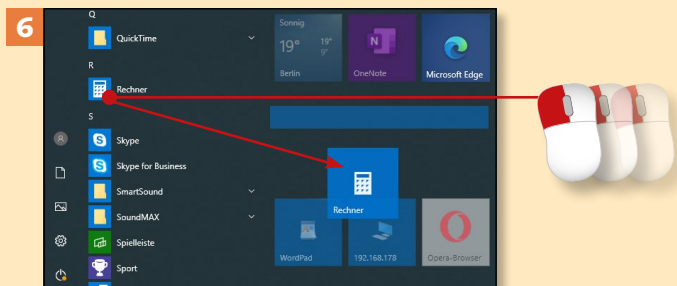 6
Q
QuickTime
R
Rechner
S
Skype
Skype for Business
SmartSound
SoundMAX
Spielleiste
Sport
Sonnig
19°
19°
9°
Berlin
OneNote
Microsoft Edge
Rechner
WordPad
192.168.178
Opera-Browser